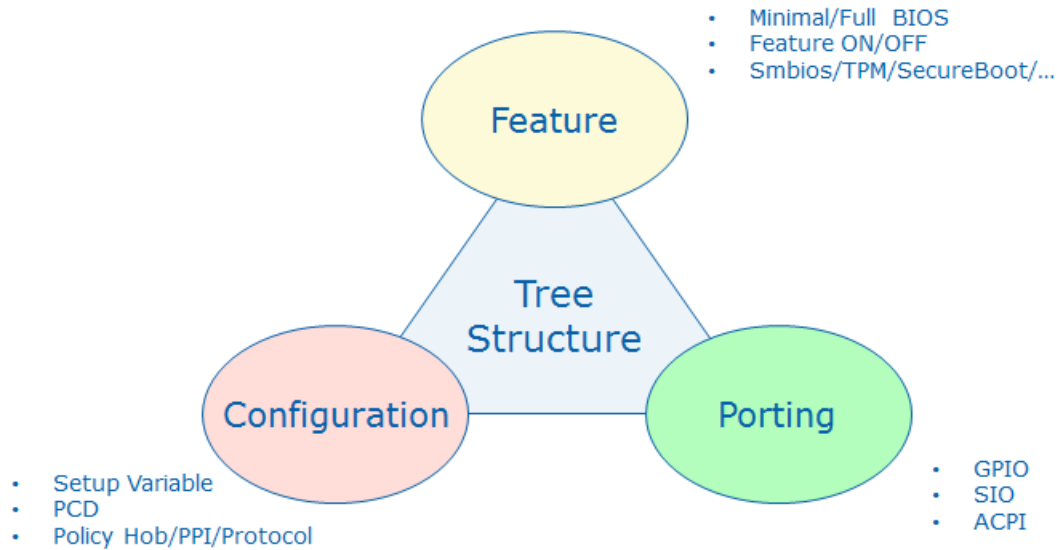 • Minimal/Full BIOS
• Feature ON/OFF
• Smbios/TPM/SecureBoot/...
Feature
Tree
Structure
Configuration
Porting
• Setup Variable
• PCD
• Policy Hob/PPI/Protocol
• GPIO
• SIO
• ACPI